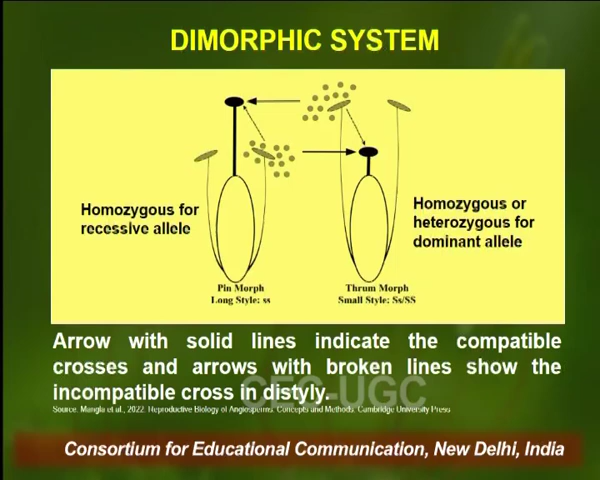 DIMORPHIC SYSTEM
Homozygous for
recessive allele
Homozygous or
heterozygous for
dominant allele
Pin Morph
Long Style: ss
Thrum Morph
Small Style: Ss/SS
Arrow with solid lines indicate the compatible
crosses and arrows with broken lines show the
incompatible cross in distyly.
CEC-UGC
Source: Mangla et al., 2022. Reproductive Biology of Angiosperms: Concepts and Methods. Cambridge University Press
Consortium for Educational Communication, New Delhi, India